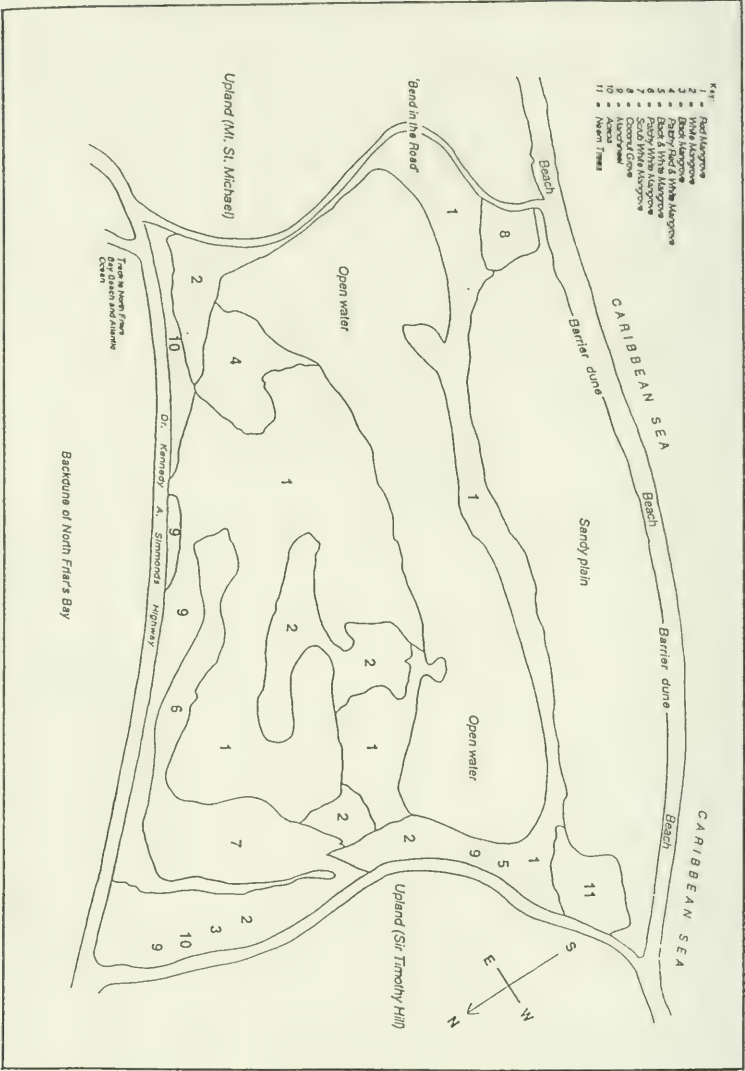 Key:
1 = Red Mangrove
2 = White Mangrove
3 = Black Mangrove
4 = Patchy Red & White Mangrove
5 = Black & White Mangrove
6 = Patchy White Mangrove
7 = Scrub White Mangrove
8 = Coconut Grove
9 = Manchineel
10 = Acacia
11 = Neem Trees
CARIBBEAN SEA
CARIBBEAN SEA
Beach
Beach
Beach
Barrier dune
Barrier dune
Sandy plain
8
11
1
1
1
'Bend in the Road'
Open water
Open water
5
9
2
Upland (Mt. St. Michael)
Upland (Sir Timothy Hill)
S
W
E
N
4
2
1
2
2
1
2
1
7
2
3
10
9
10
9
9
6
Dr. Kennedy A. Simmonds Highway
Track to North Friar's
Bay Beach and Atlantic
Ocean
Backdune of North Friar's Bay